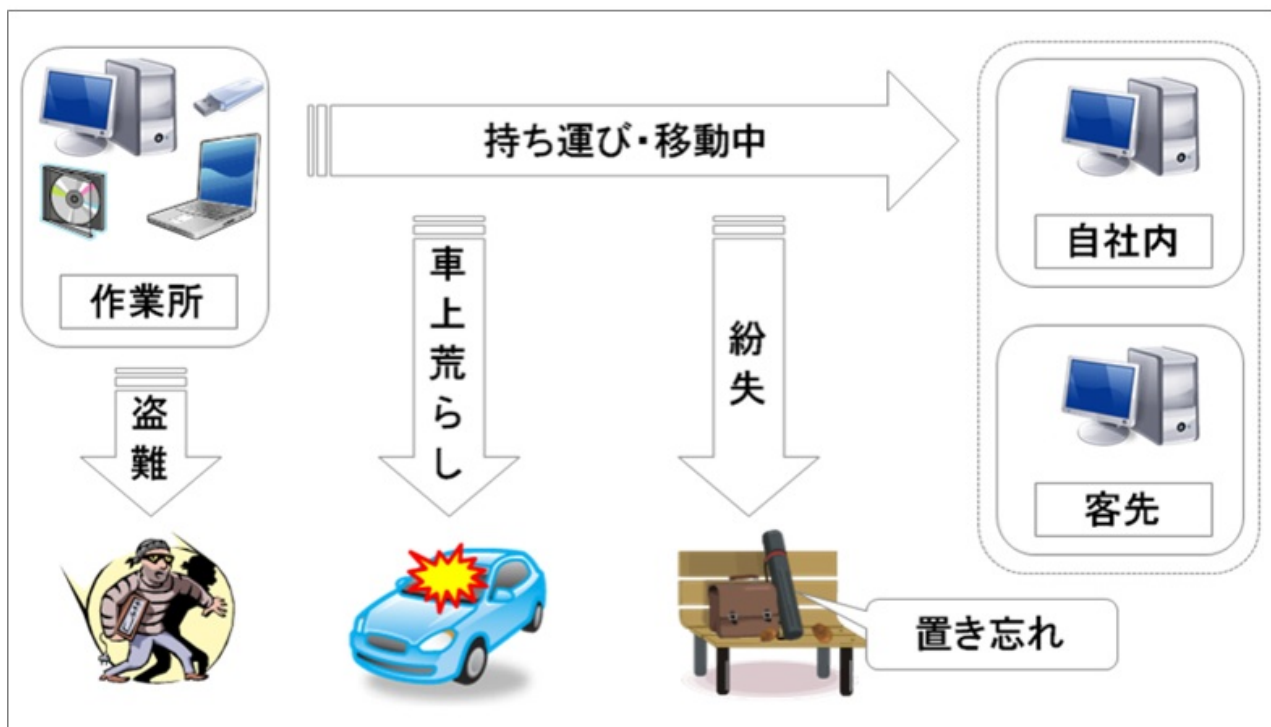 持ち運び・移動中
作業所
自社内
客先
盗難
車上荒らし
紛失
置き忘れ